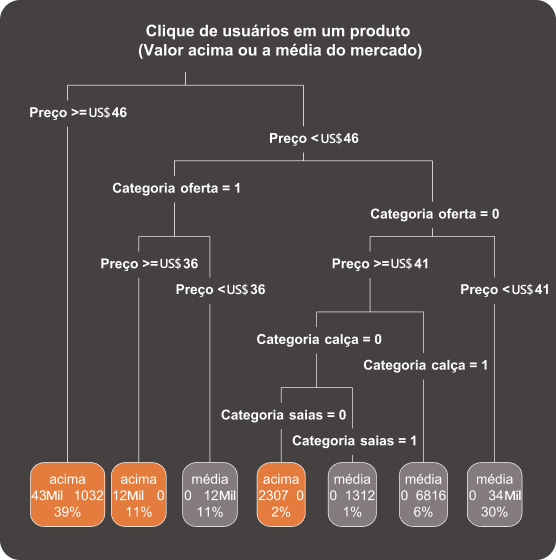 Clique de usuários em um produto
(Valor acima ou a média do mercado)
Preço >=US$46
Preço <US$46
Categoria oferta = 1
Categoria oferta = 0
Preço >=US$36
Preço >=US$41
Preço <US$36
Preço <US$41
Categoria calça = 0
Categoria calça = 1
Categoria saias = 0
Categoria saias = 1
acima
43Mil 1032
39%
acima
12Mil 0
11%
média
0 12Mil
11%
acima
2307 0
2%
média
0 1312
1%
média
0 6816
6%
média
0 34Mil
30%